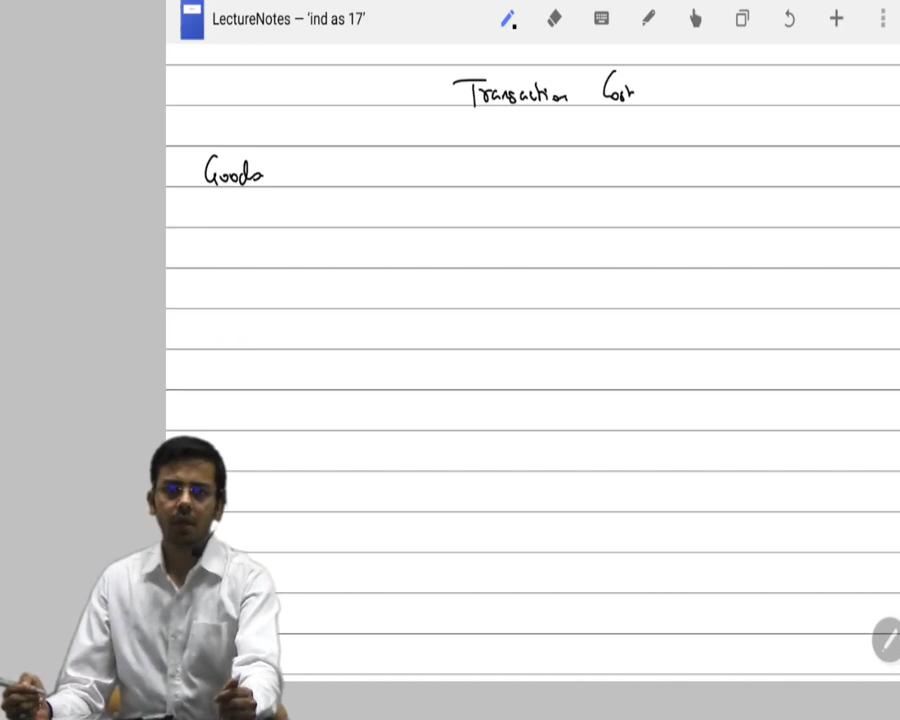 LectureNotes – 'ind as 17'
Transaction Cost
Goods